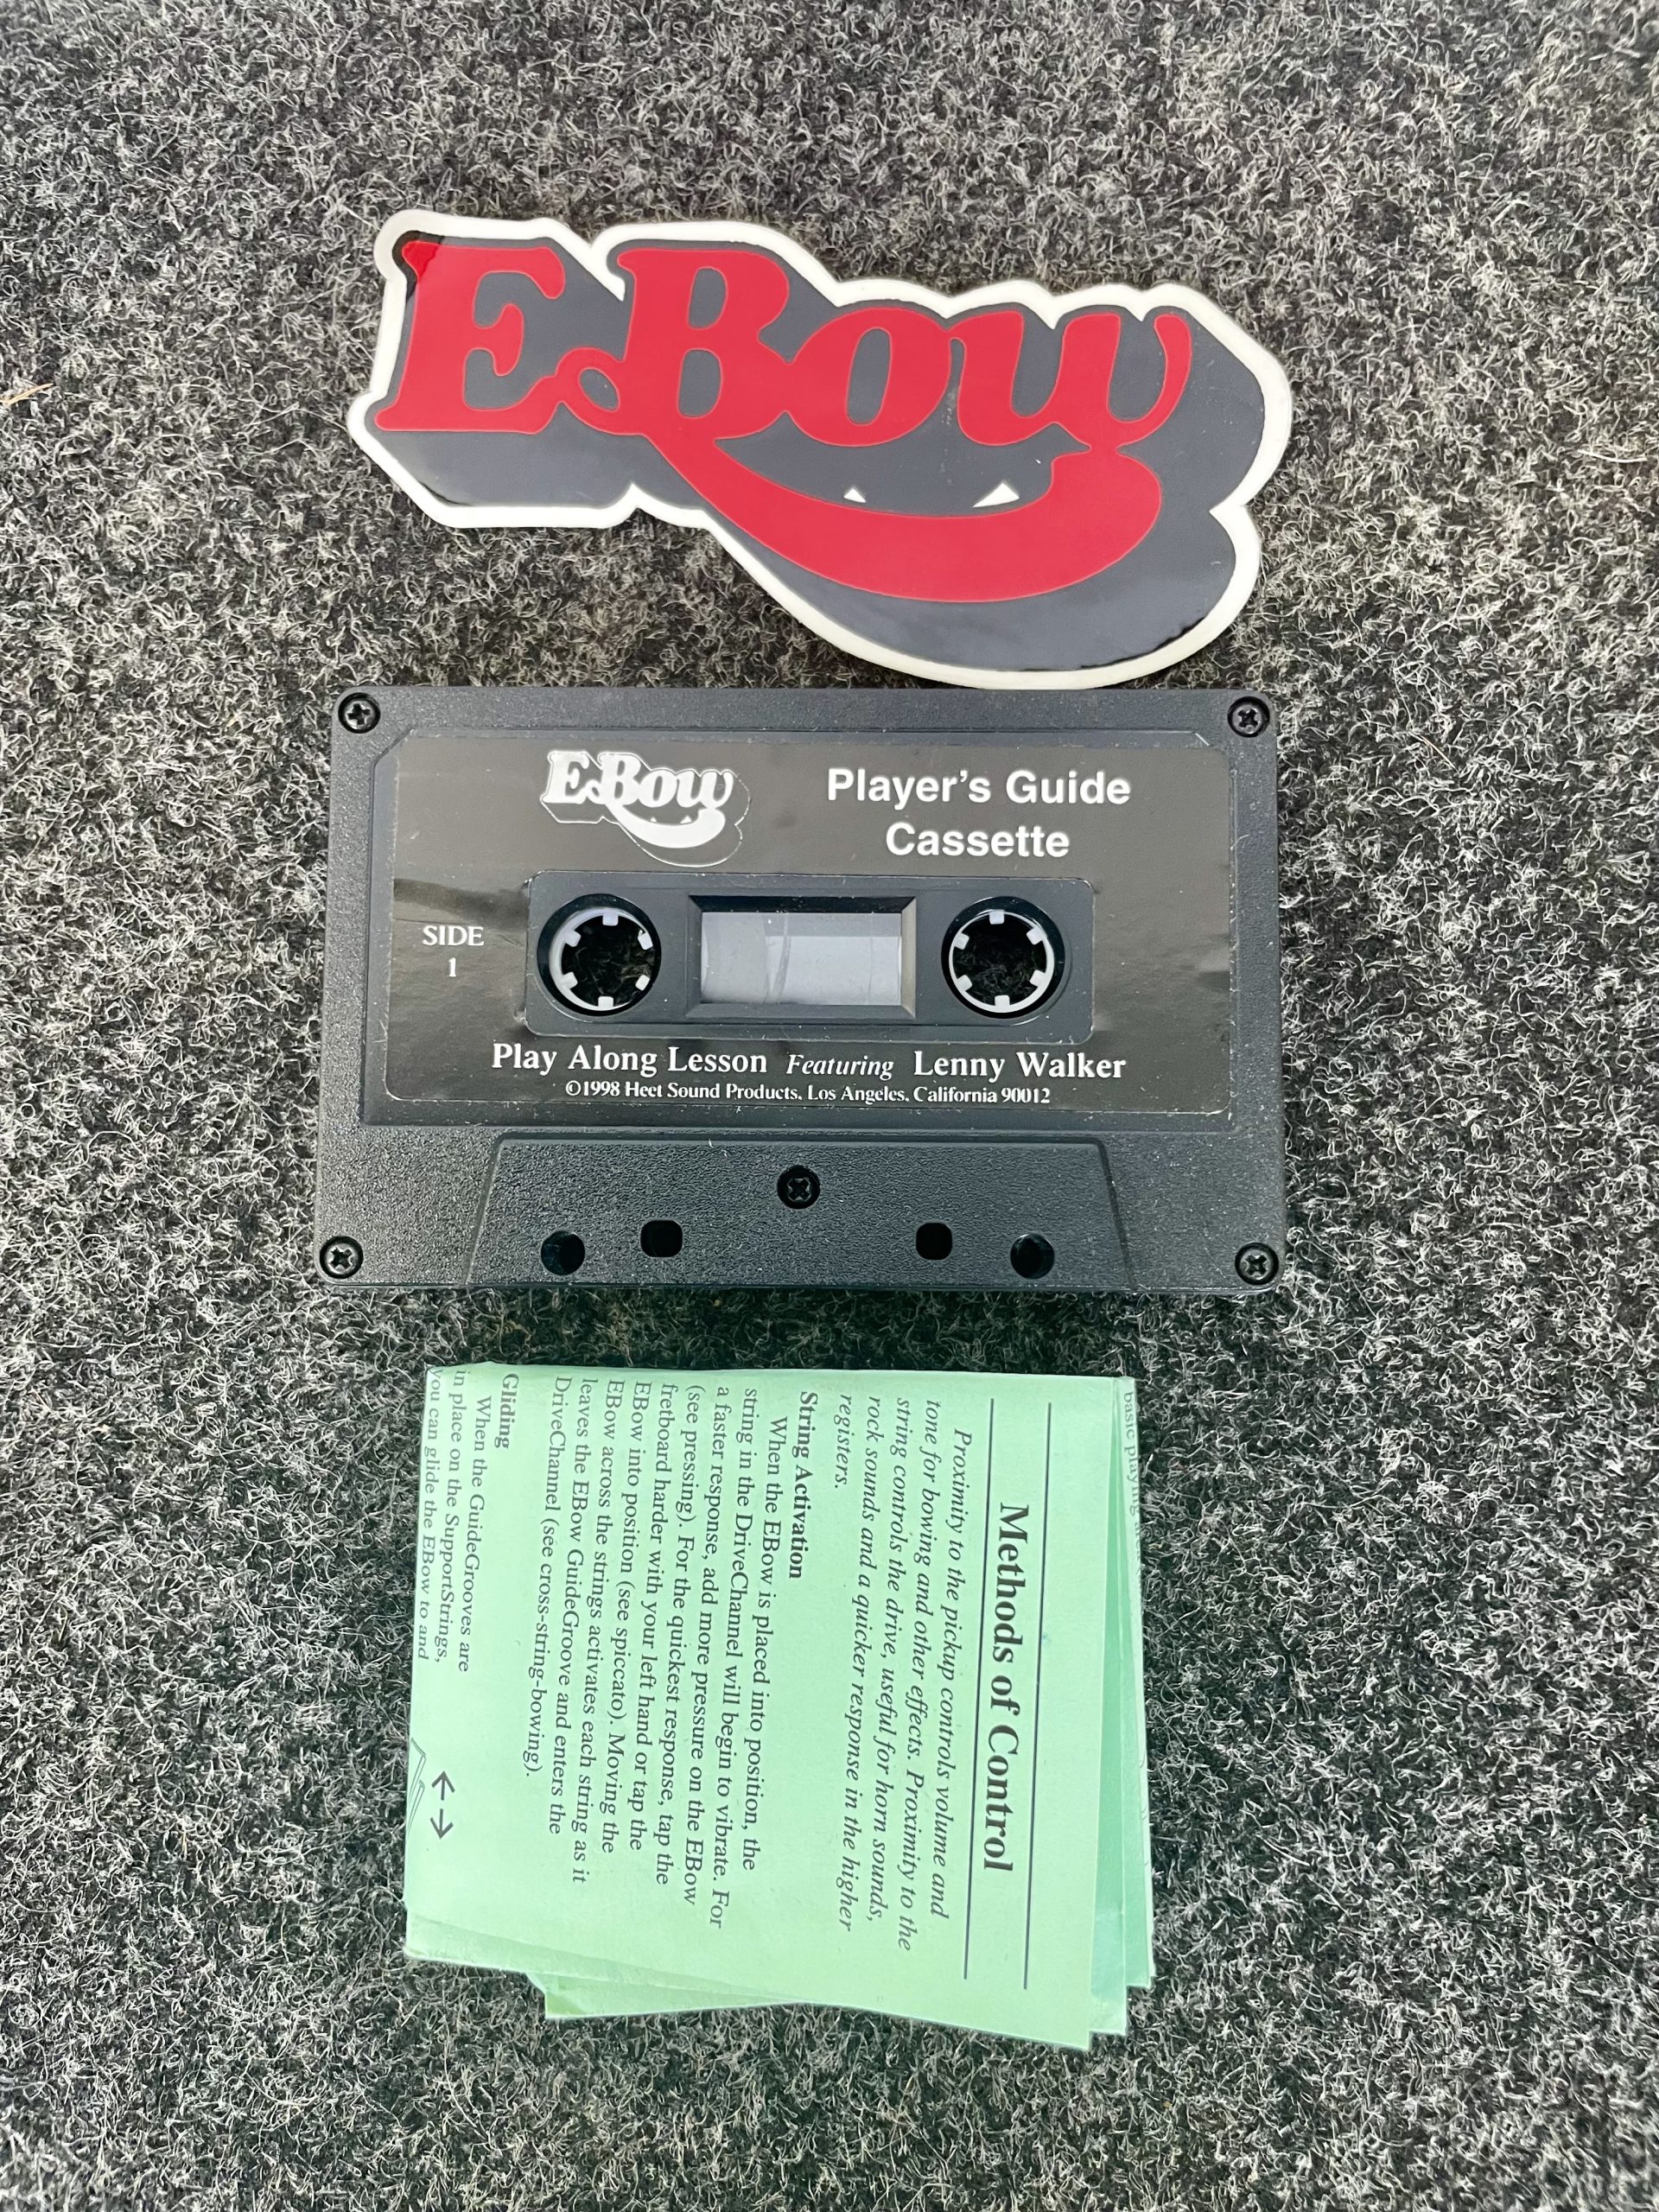 EBow
EBow
Player's Guide
Cassette
SIDE
1
Play Along Lesson Featuring Lenny Walker
©1998 Heet Sound Products, Los Angeles, California 90012
basic playing
Methods of Control
Proximity to the pickup controls volume and
tone for bowing and other effects. Proximity to the
string controls the drive, useful for horn sounds,
rock sounds and a quicker response in the higher
registers.
String Activation
When the EBow is placed into position, the
string in the DriveChannel will begin to vibrate. For
a faster response, add more pressure on the EBow
(see pressing). For the quickest response, tap the
fretboard harder with your left hand or tap the
EBow into position (see spiccato). Moving the
EBow across the strings activates each string as it
leaves the EBow GuideGroove and enters the
DriveChannel (see cross-string-bowing).
Gliding
When the GuideGrooves are
in place on the SupportStrings,
you can glide the EBow to and